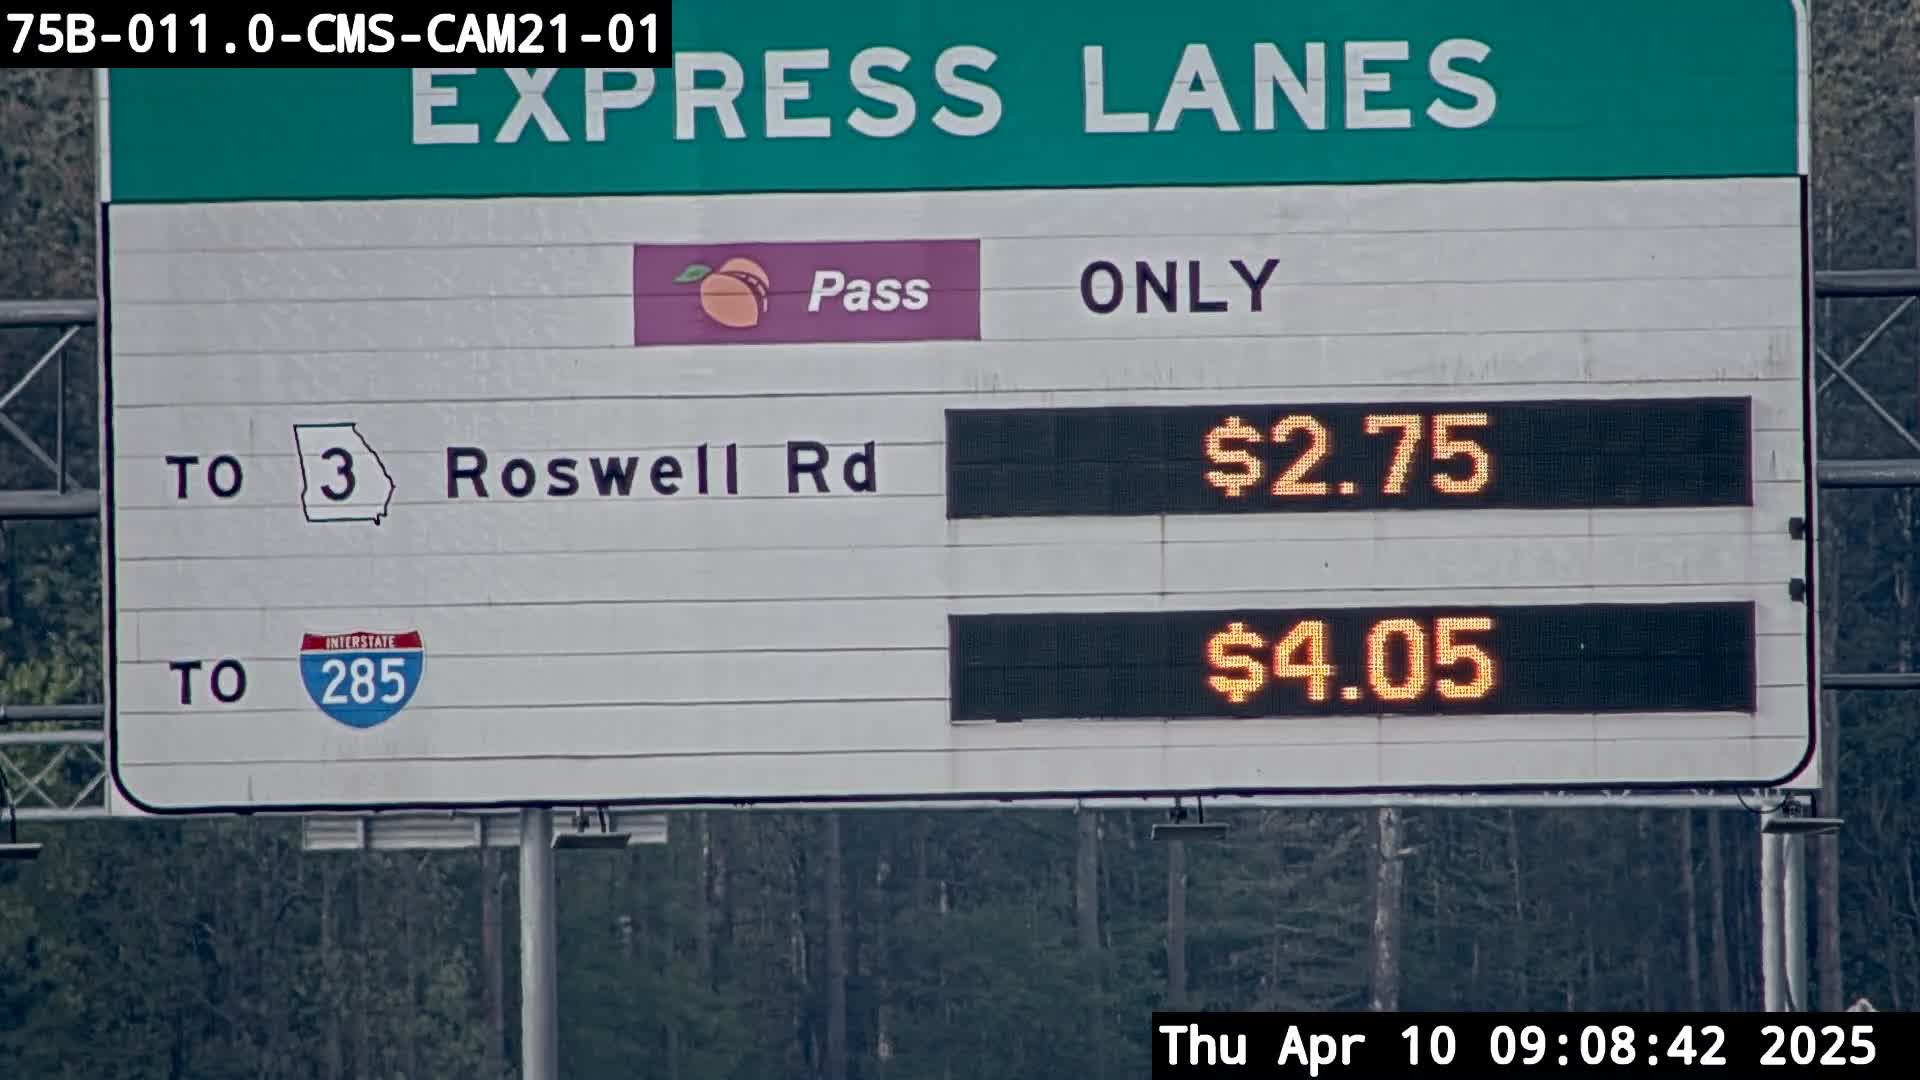 75B-011.0-CMS-CAM21-01
EXPRESS LANES
Pass ONLY
TO 3 Roswell Rd $2.75
TO INTERSTATE 285 $4.05
Thu Apr 10 09:08:42 2025